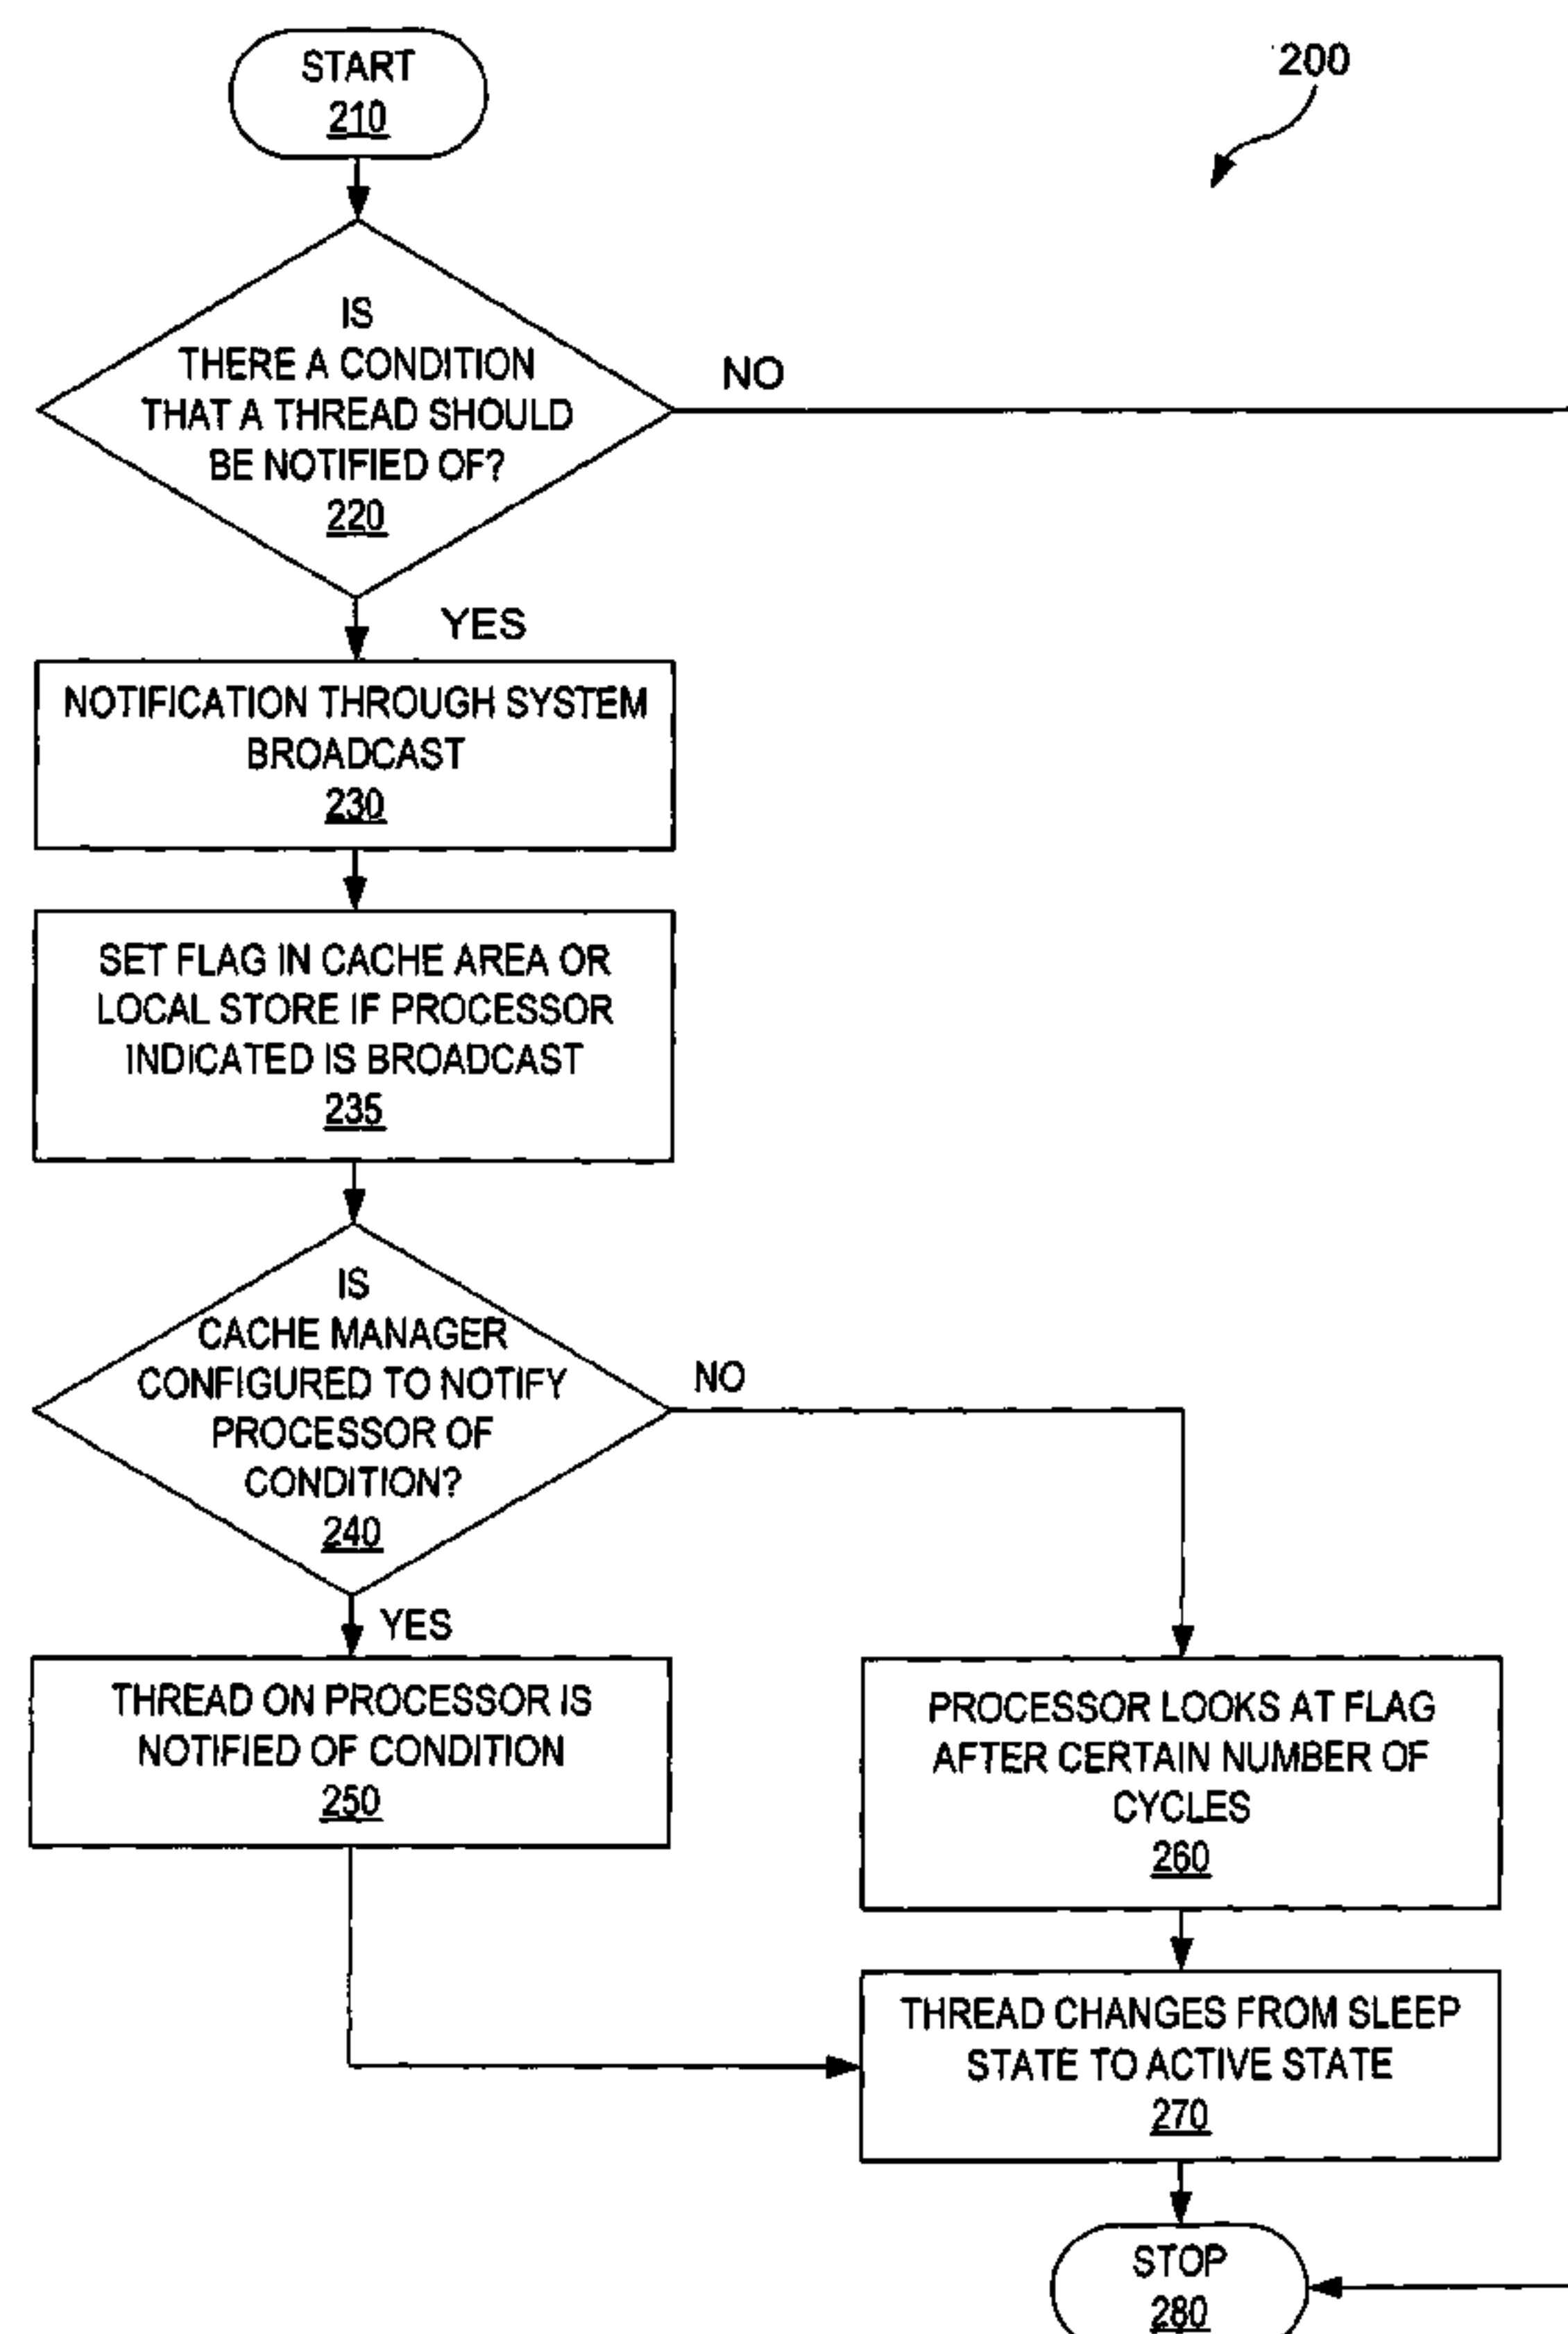 START
210
200
IS
THERE A CONDITION
THAT A THREAD SHOULD
BE NOTIFIED OF?
220
NO
YES
NOTIFICATION THROUGH SYSTEM
BROADCAST
230
SET FLAG IN CACHE AREA OR
LOCAL STORE IF PROCESSOR
INDICATED IS BROADCAST
235
IS
CACHE MANAGER
CONFIGURED TO NOTIFY
PROCESSOR OF
CONDITION?
240
NO
YES
THREAD ON PROCESSOR IS
NOTIFIED OF CONDITION
250
PROCESSOR LOOKS AT FLAG
AFTER CERTAIN NUMBER OF
CYCLES
260
THREAD CHANGES FROM SLEEP
STATE TO ACTIVE STATE
270
STOP
280